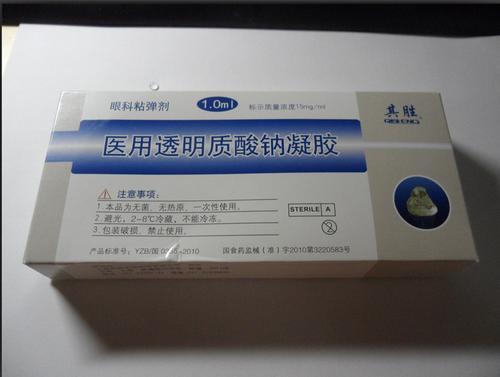 眼科粘弹剂
1.0ml
标示质量浓度15mg/ml
其胜
QISHENG
医用透明质酸钠凝胶
注意事项：
1.本品为无菌、无热原、一次性使用。
2.避光，2-8℃冷藏，不能冷冻。
3.包装破损、禁止使用。
STERILE A
产品标准号：YZB/国
-2010
国食药监械（准）字2010第3220583号